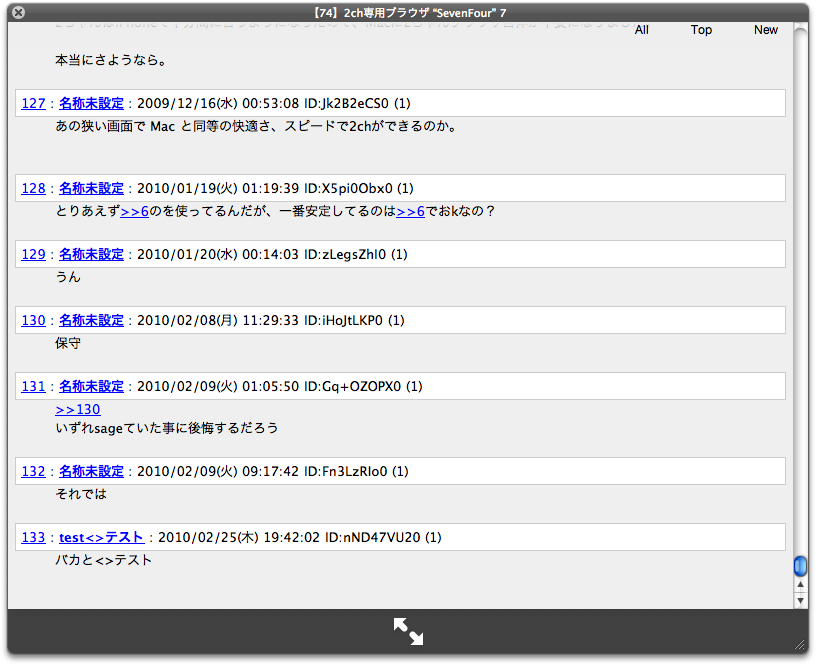 【74】2ch専用ブラウザ “SevenFour” 7
All Top New
本当にさようなら。
127 : 名称未設定 : 2009/12/16(水) 00:53:08 ID:Jk2B2eCS0 (1)
あの狭い画面で Mac と同等の快適さ、スピードで2chができるのか。
128 : 名称未設定 : 2010/01/19(火) 01:19:39 ID:X5pi0Obx0 (1)
とりあえず>>6のを使ってるんだが、一番安定してるのは>>6でおkなの？
129 : 名称未設定 : 2010/01/20(水) 00:14:03 ID:zLegsZhI0 (1)
うん
130 : 名称未設定 : 2010/02/08(月) 11:29:33 ID:iHoJtLKP0 (1)
保守
131 : 名称未設定 : 2010/02/09(火) 01:05:50 ID:Gq+OZOPX0 (1)
>>130
いずれsageていた事に後悔するだろう
132 : 名称未設定 : 2010/02/09(火) 09:17:42 ID:Fn3LzRIo0 (1)
それでは
133 : test<>テスト : 2010/02/25(木) 19:42:02 ID:nND47VU20 (1)
バカと<>テスト